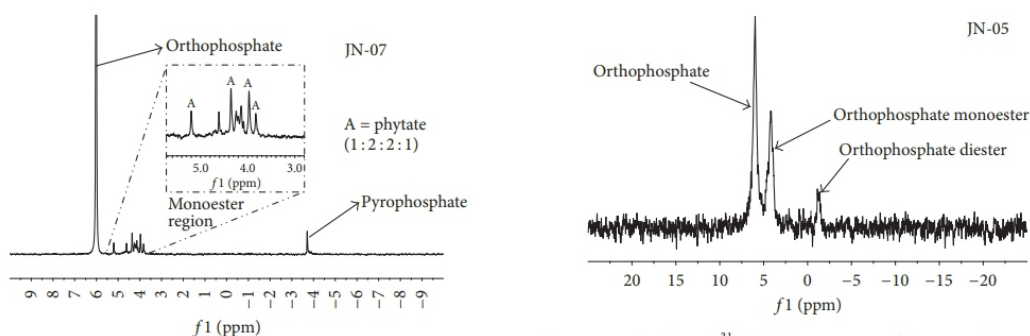 JN-07
Orthophosphate
A
A
A
A
A = phytate
(1:2:2:1)
5.0 4.0 3.0
f1 (ppm)
Monoester
region
Pyrophosphate
9 8 7 6 5 4 3 2 1 0 −1 −2 −3 −4 −5 −6 −7 −8 −9
f1 (ppm)
JN-05
Orthophosphate
Orthophosphate monoester
Orthophosphate diester
20 15 10 5 0 −5 −10 −15 −20
f1 (ppm)
31